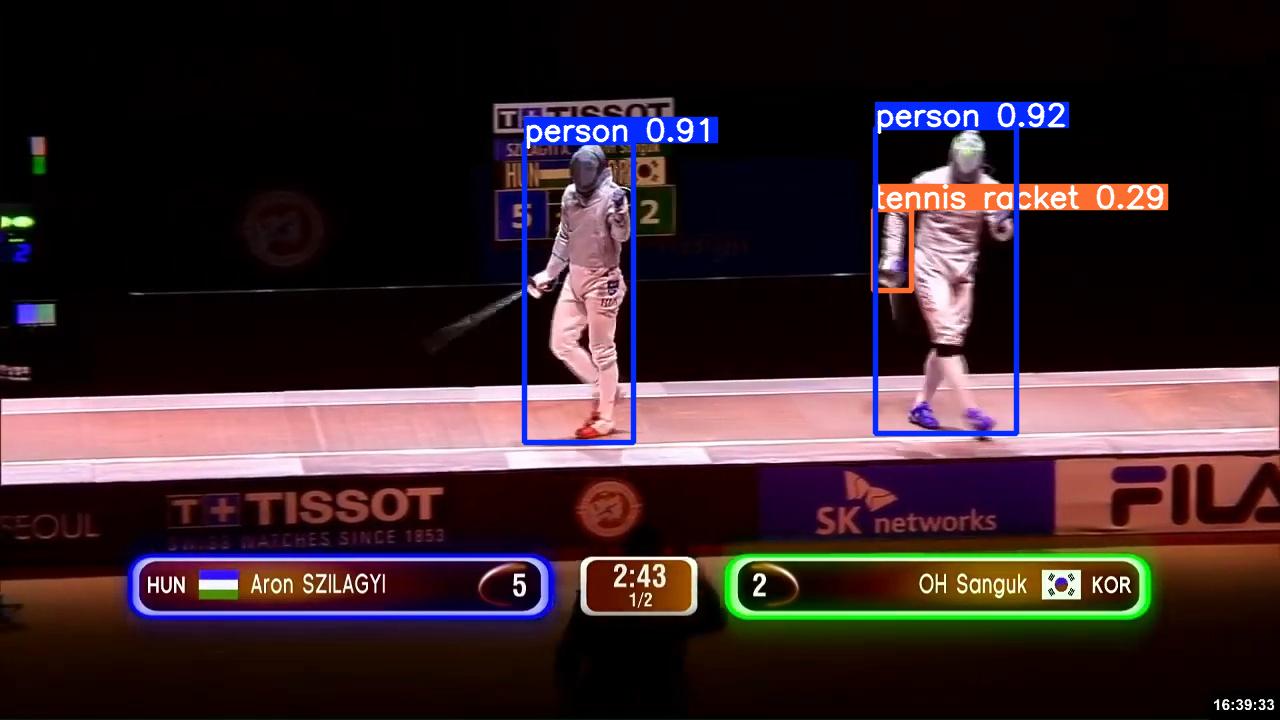 T+ TISSOT
person 0.91
person 0.92
HUN
5
2
tennis racket 0.29
SEOUL
T+ TISSOT
SWISS WATCHES SINCE 1853
SK networks
FILA
HUN Aron SZILAGYI 5
2:43
1/2
2 OH Sanguk KOR
16:39:33